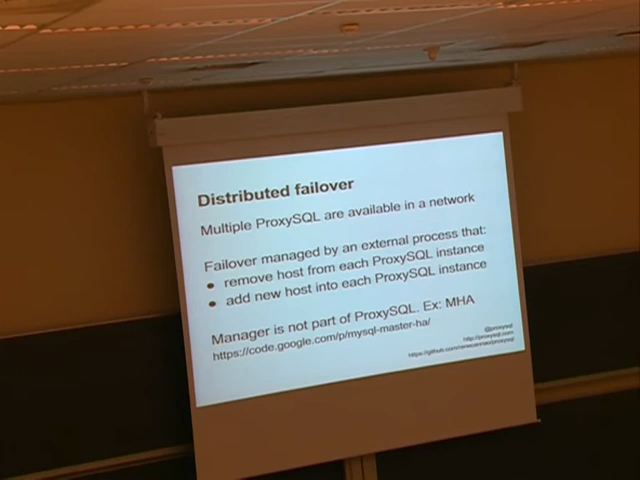 Distributed failover
Multiple ProxySQL are available in a network
Failover managed by an external process that:
● remove host from each ProxySQL instance
● add new host into each ProxySQL instance
Manager is not part of ProxySQL. Ex: MHA
https://code.google.com/p/mysql-master-ha/
@proxysql
http://proxysql.com
https://github.com/renecannao/proxysql